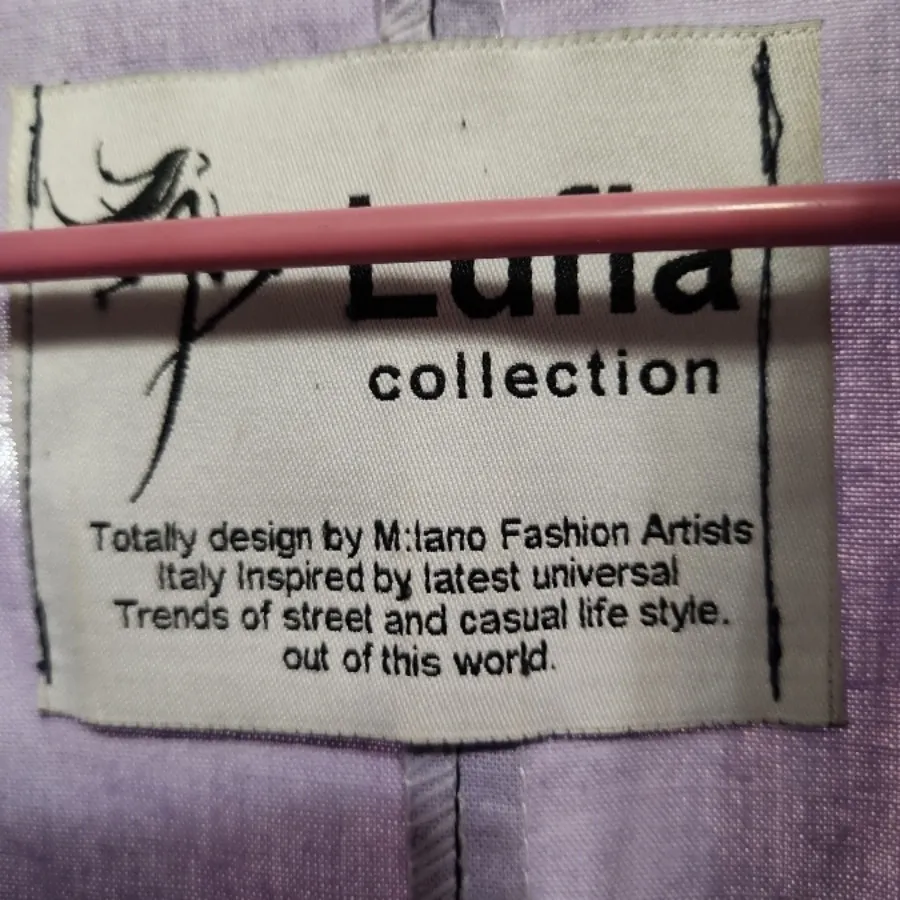 collection
Totally design by M:lano Fashion Artists
Italy Inspired by latest universal
Trends of street and casual life style.
out of this world.